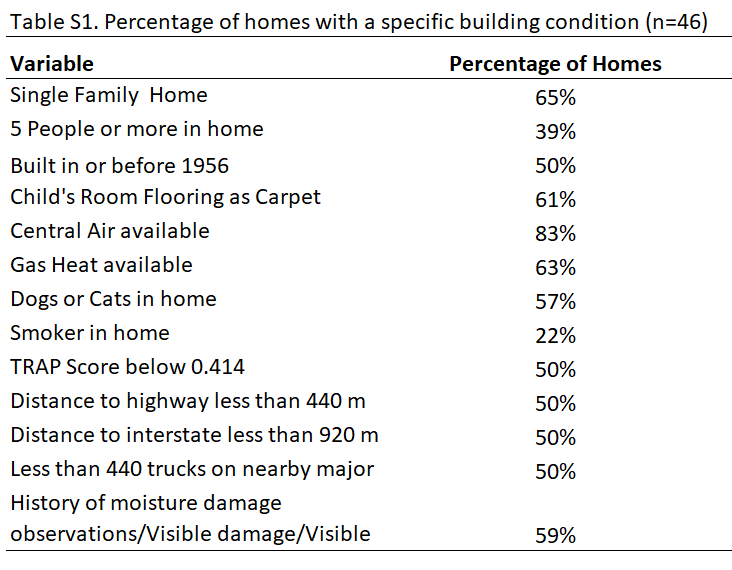 Table S1. Percentage of homes with a specific building condition (n=46)
Variable Percentage of Homes
Single Family  Home 65%
5 People or more in home 39%
Built in or before 1956 50%
Child's Room Flooring as Carpet 61%
Central Air available 83%
Gas Heat available 63%
Dogs or Cats in home 57%
Smoker in home 22%
TRAP Score below 0.414 50%
Distance to highway less than 440 m 50%
Distance to interstate less than 920 m 50%
Less than 440 trucks on nearby major 50%
History of moisture damage
observations/Visible damage/Visible 59%